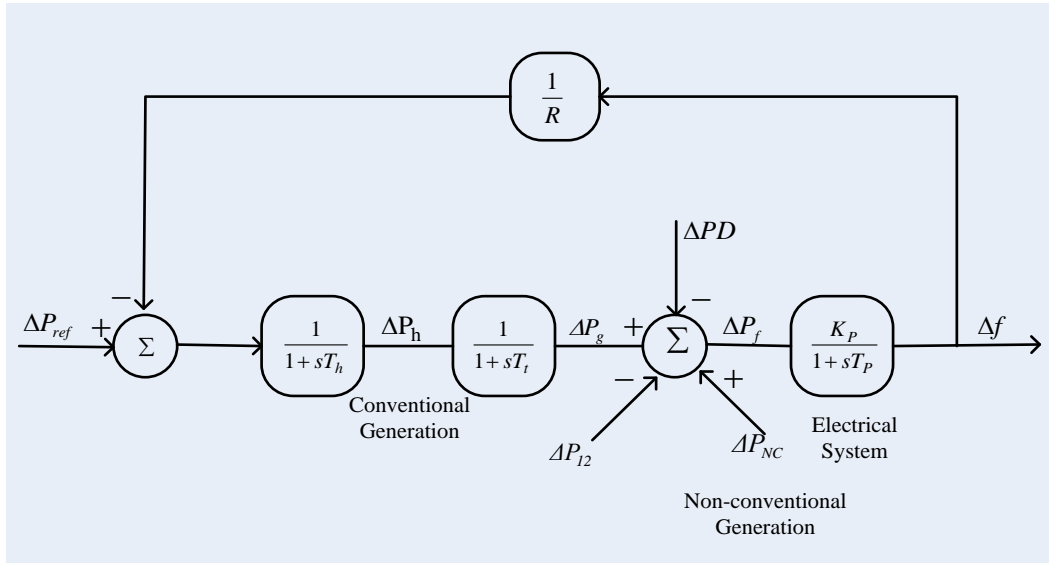 1
R
ΔPD
−
−
ΔP_ref
+
Σ
1
1 + sT_h
ΔP_h
1
1 + sT_t
ΔP_g
+
Σ
ΔP_f
K_P
1 + sT_P
Δf
−
+
Conventional
Generation
ΔP_12
ΔP_NC
Electrical
System
Non-conventional
Generation